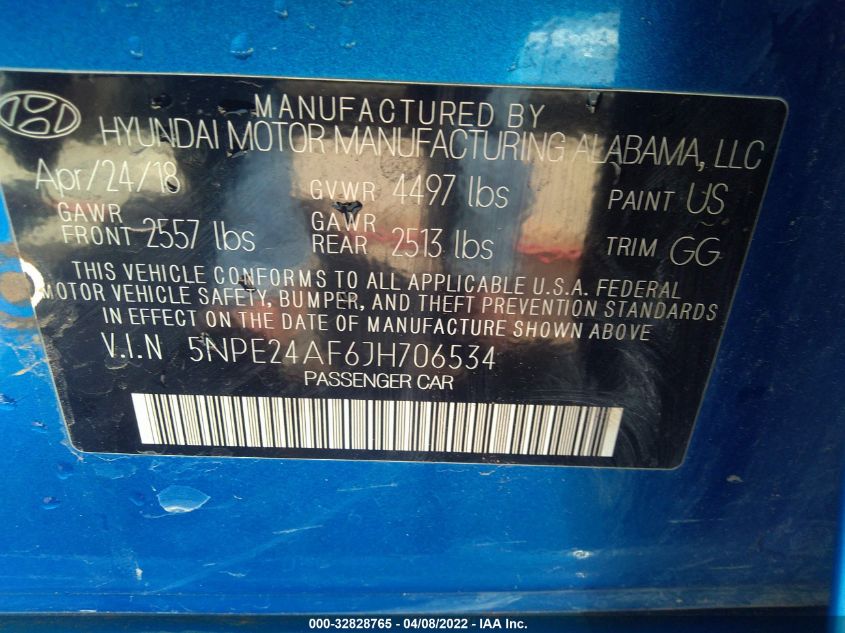 MANUFACTURED BY
HYUNDAI MOTOR MANUFACTURING ALABAMA, LLC
Apr/24/18 GVWR 4497 lbs PAINT US
GAWR FRONT 2557 lbs GAWR REAR 2513 lbs TRIM GG
THIS VEHICLE CONFORMS TO ALL APPLICABLE U.S.A. FEDERAL
MOTOR VEHICLE SAFETY, BUMPER, AND THEFT PREVENTION STANDARDS
IN EFFECT ON THE DATE OF MANUFACTURE SHOWN ABOVE.
V.I.N 5NPE24AF6JH706534
PASSENGER CAR
000-32828765 - 04/08/2022 - IAA Inc.